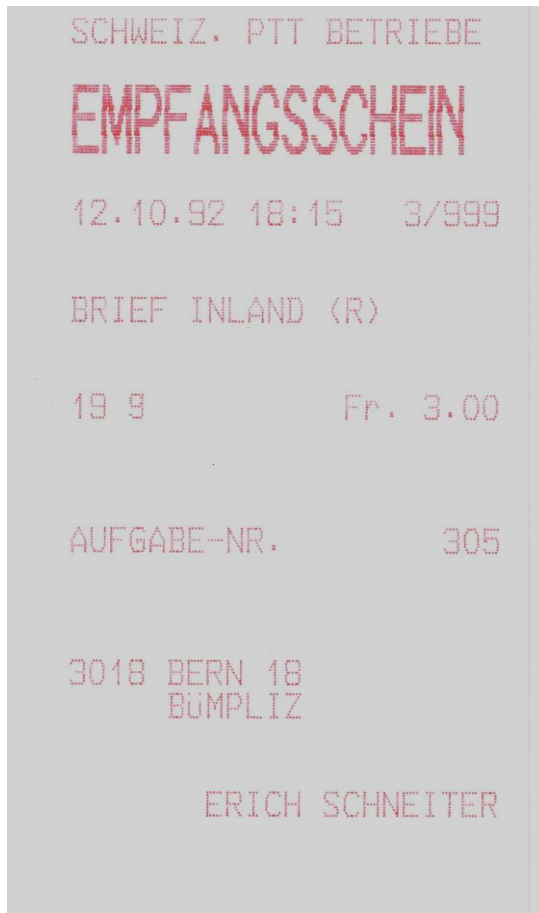 SCHWEIZ. PTT BETRIEBE
EMPFANGSSCHEIN
12.10.92 18:15 3/999
BRIEF INLAND (R)
19 g Fr. 3.00
AUFGABE-NR. 305
3018 BERN 18
BüMPLIZ
ERICH SCHNEITER